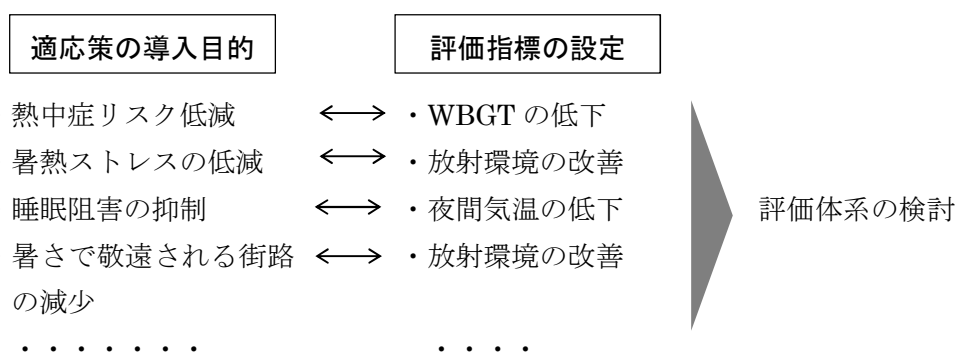 適応策の導入目的 評価指標の設定
熱中症リスク低減 ⟷ ・WBGT の低下
暑熱ストレスの低減 ⟷ ・放射環境の改善
睡眠阻害の抑制 ⟷ ・夜間気温の低下 評価体系の検討
暑さで敬遠される街路 ⟷ ・放射環境の改善
の減少
・・・・・・・ ・・・・